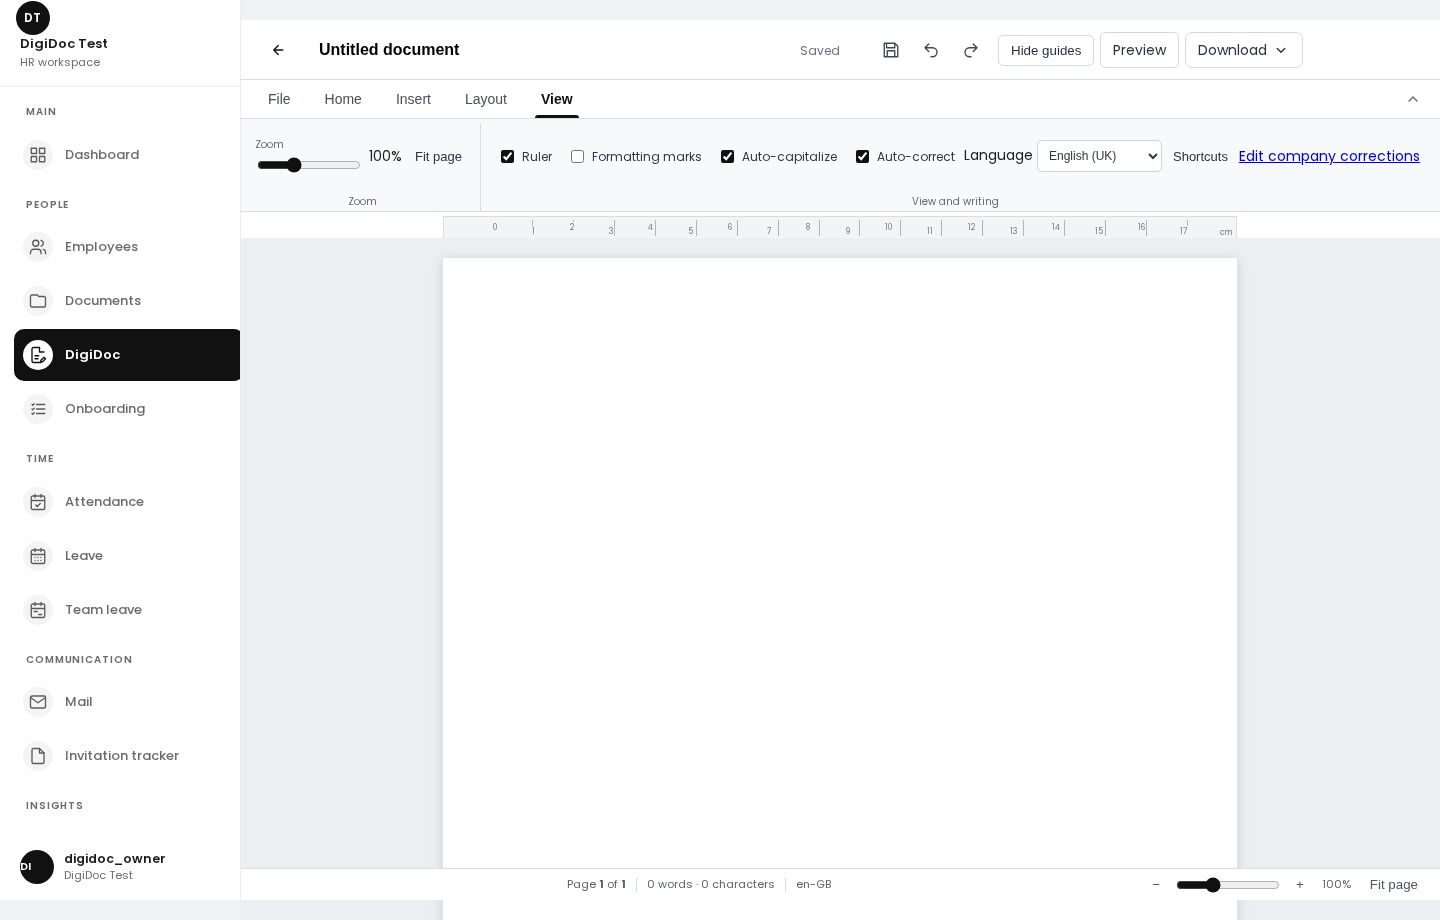 DT
DigiDoc Test
HR workspace
MAIN
Dashboard
PEOPLE
Employees
Documents
DigiDoc
Onboarding
TIME
Attendance
Leave
Team leave
COMMUNICATION
Mail
Invitation tracker
INSIGHTS
DI
digidoc_owner
DigiDoc Test
Untitled document
Saved
Hide guides
Preview
Download
File Home Insert Layout View
Zoom
100%
Fit page
Ruler
Formatting marks
Auto-capitalize
Auto-correct
Language
English (UK)
Shortcuts
Edit company corrections
Zoom
View and writing
0 1 2 3 4 5 6 7 8 9 10 11 12 13 14 15 16 17 cm
Page 1 of 1
0 words · 0 characters
en-GB
− + 100% Fit page